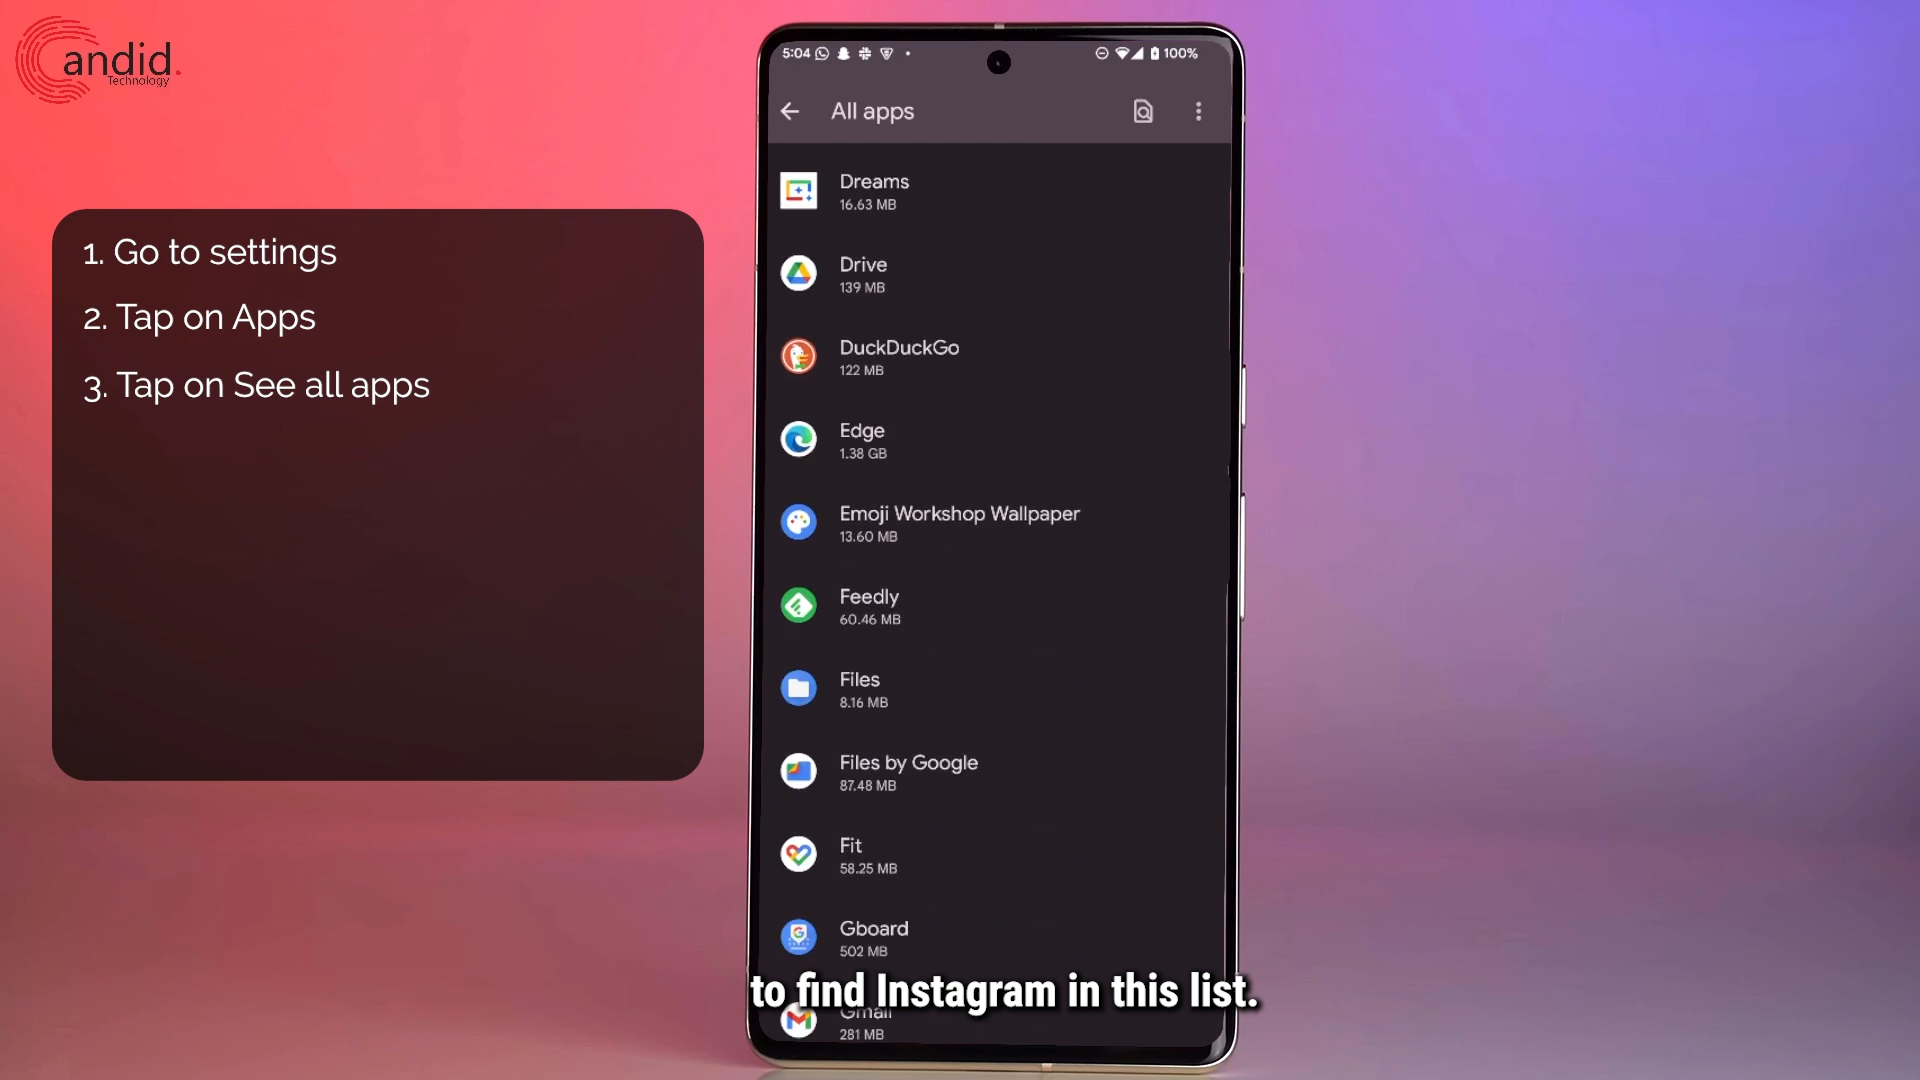 Candid.
Technology
1. Go to settings
2. Tap on Apps
3. Tap on See all apps
5:04
100%
All apps
Dreams
16.63 MB
Drive
139 MB
DuckDuckGo
122 MB
Edge
1.38 GB
Emoji Workshop Wallpaper
13.60 MB
Feedly
60.46 MB
Files
8.16 MB
Files by Google
87.48 MB
Fit
58.25 MB
Gboard
502 MB
to find Instagram in this list.
Gmail
281 MB